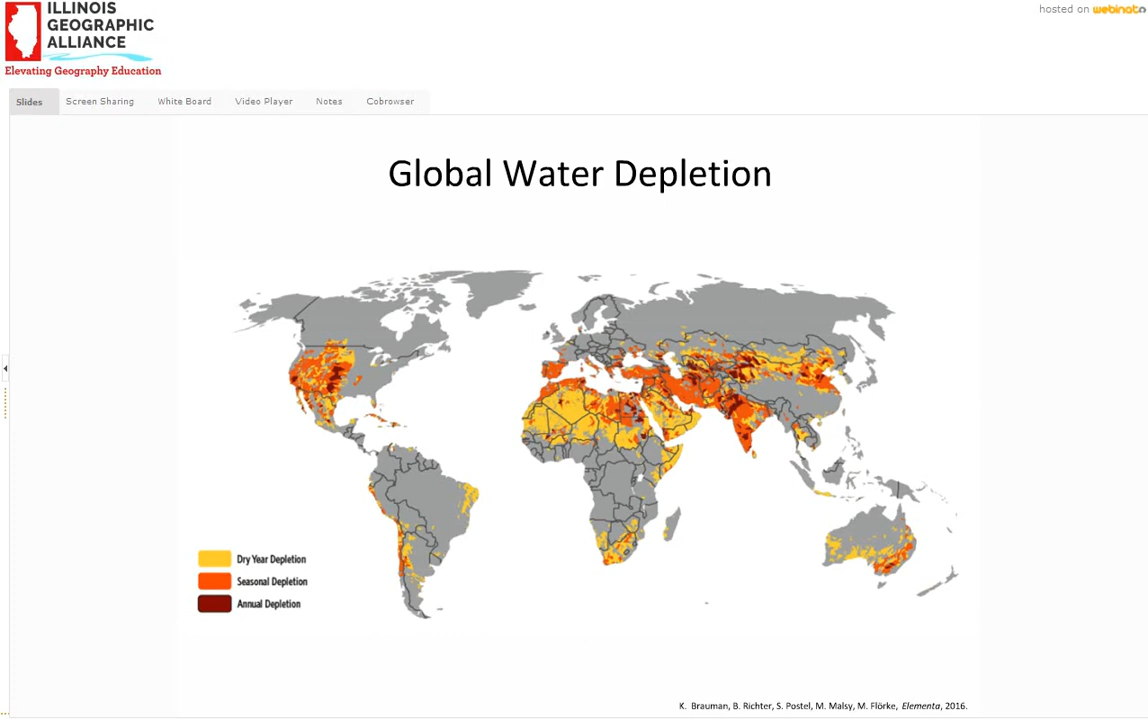 ILLINOIS
GEOGRAPHIC
ALLIANCE
Elevating Geography Education
hosted on webinato
Slides Screen Sharing White Board Video Player Notes Cobrowser
Global Water Depletion
Dry Year Depletion
Seasonal Depletion
Annual Depletion
K. Brauman, B. Richter, S. Postel, M. Malsy, M. Flörke, Elementa, 2016.